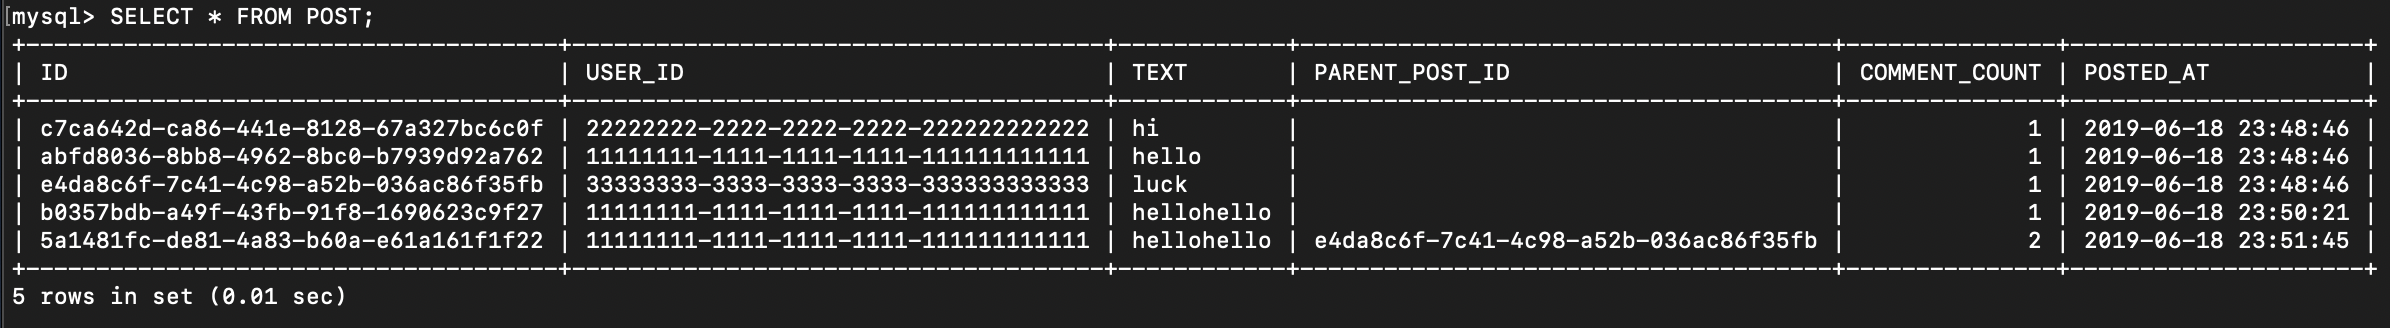 [mysql> SELECT * FROM POST;
+--------------------------------------+--------------------------------------+------------+--------------------------------------+---------------+---------------------+
| ID                                   | USER_ID                              | TEXT       | PARENT_POST_ID                       | COMMENT_COUNT | POSTED_AT           |
+--------------------------------------+--------------------------------------+------------+--------------------------------------+---------------+---------------------+
| c7ca642d-ca86-441e-8128-67a327bc6c0f | 22222222-2222-2222-2222-222222222222 | hi         |                                      |             1 | 2019-06-18 23:48:46 |
| abfd8036-8bb8-4962-8bc0-b7939d92a762 | 11111111-1111-1111-1111-111111111111 | hello      |                                      |             1 | 2019-06-18 23:48:46 |
| e4da8c6f-7c41-4c98-a52b-036ac86f35fb | 33333333-3333-3333-3333-333333333333 | luck       |                                      |             1 | 2019-06-18 23:48:46 |
| b0357bdb-a49f-43fb-91f8-1690623c9f27 | 11111111-1111-1111-1111-111111111111 | hellohello |                                      |             1 | 2019-06-18 23:50:21 |
| 5a1481fc-de81-4a83-b60a-e61a161f1f22 | 11111111-1111-1111-1111-111111111111 | hellohello | e4da8c6f-7c41-4c98-a52b-036ac86f35fb |             2 | 2019-06-18 23:51:45 |
+--------------------------------------+--------------------------------------+------------+--------------------------------------+---------------+---------------------+
5 rows in set (0.01 sec)